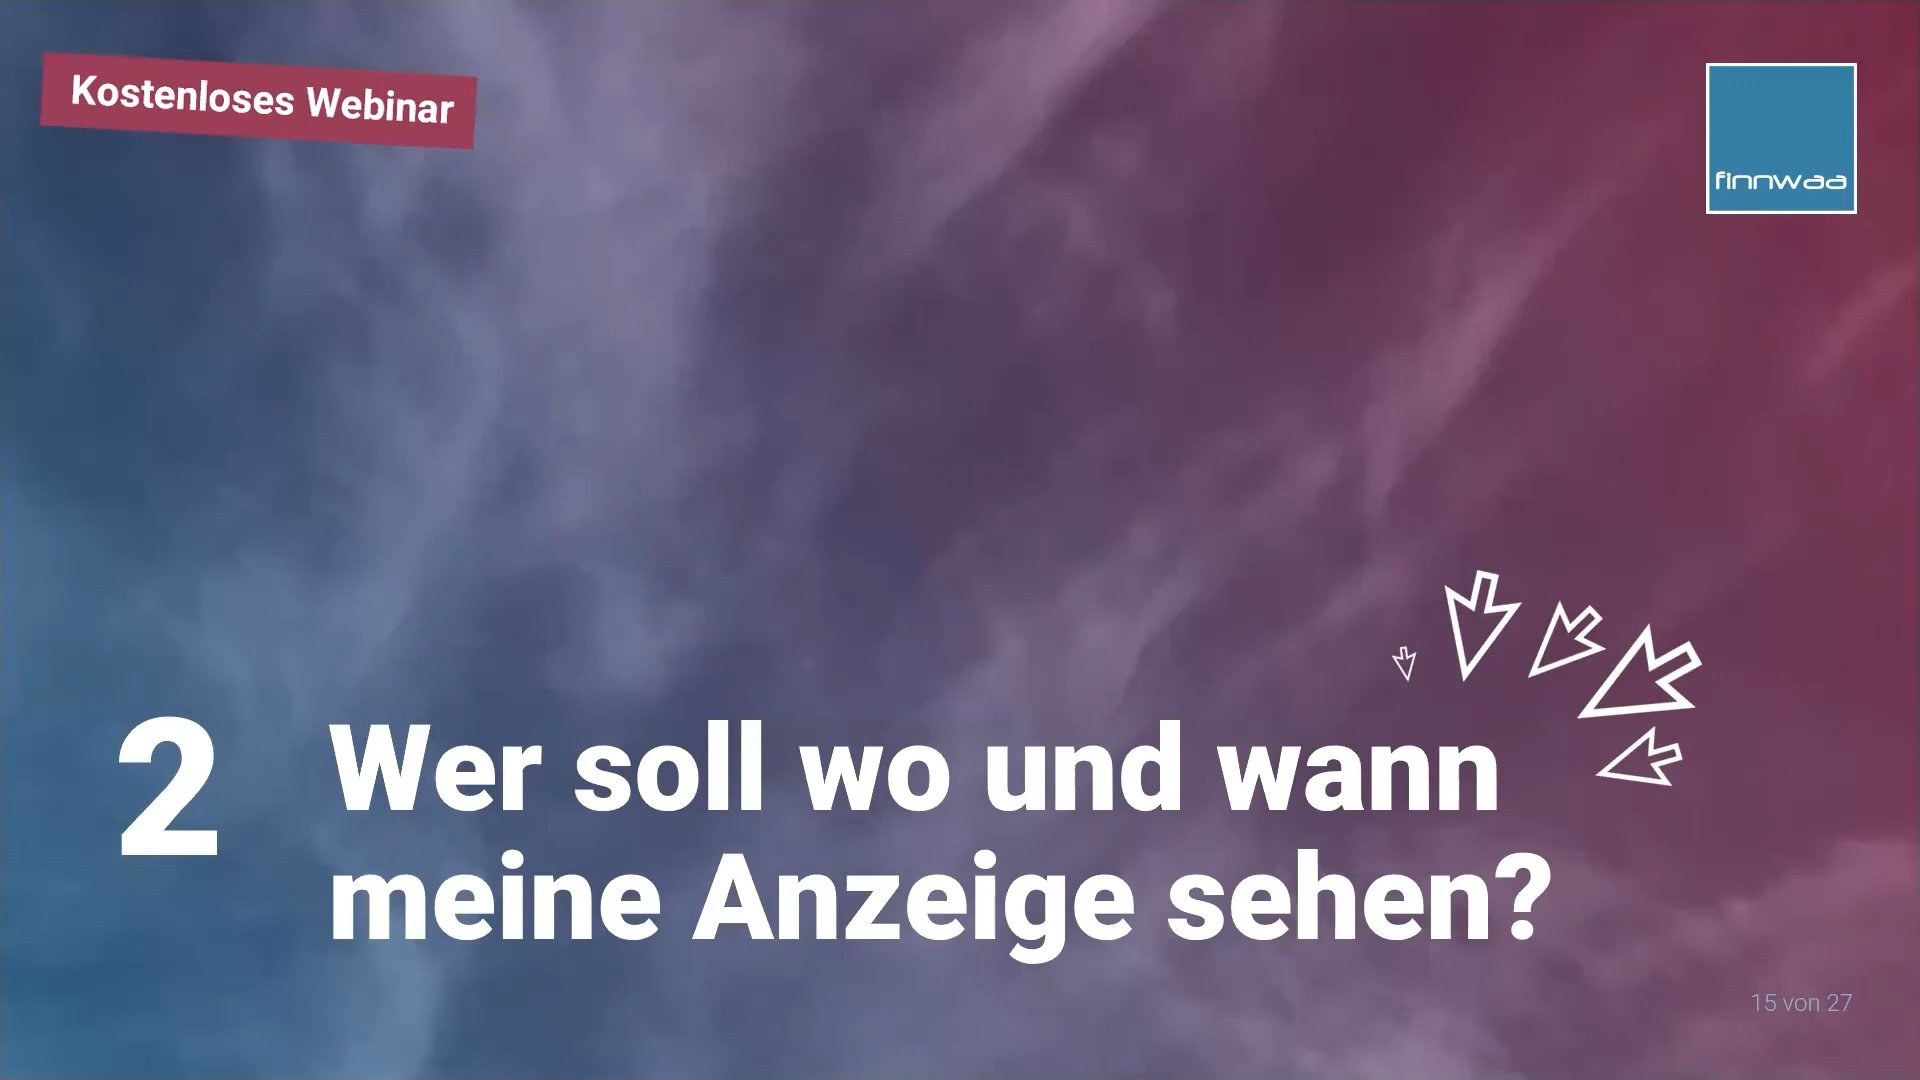 Kostenloses Webinar
finnwaa
2
Wer soll wo und wann
meine Anzeige sehen?
15 von 27